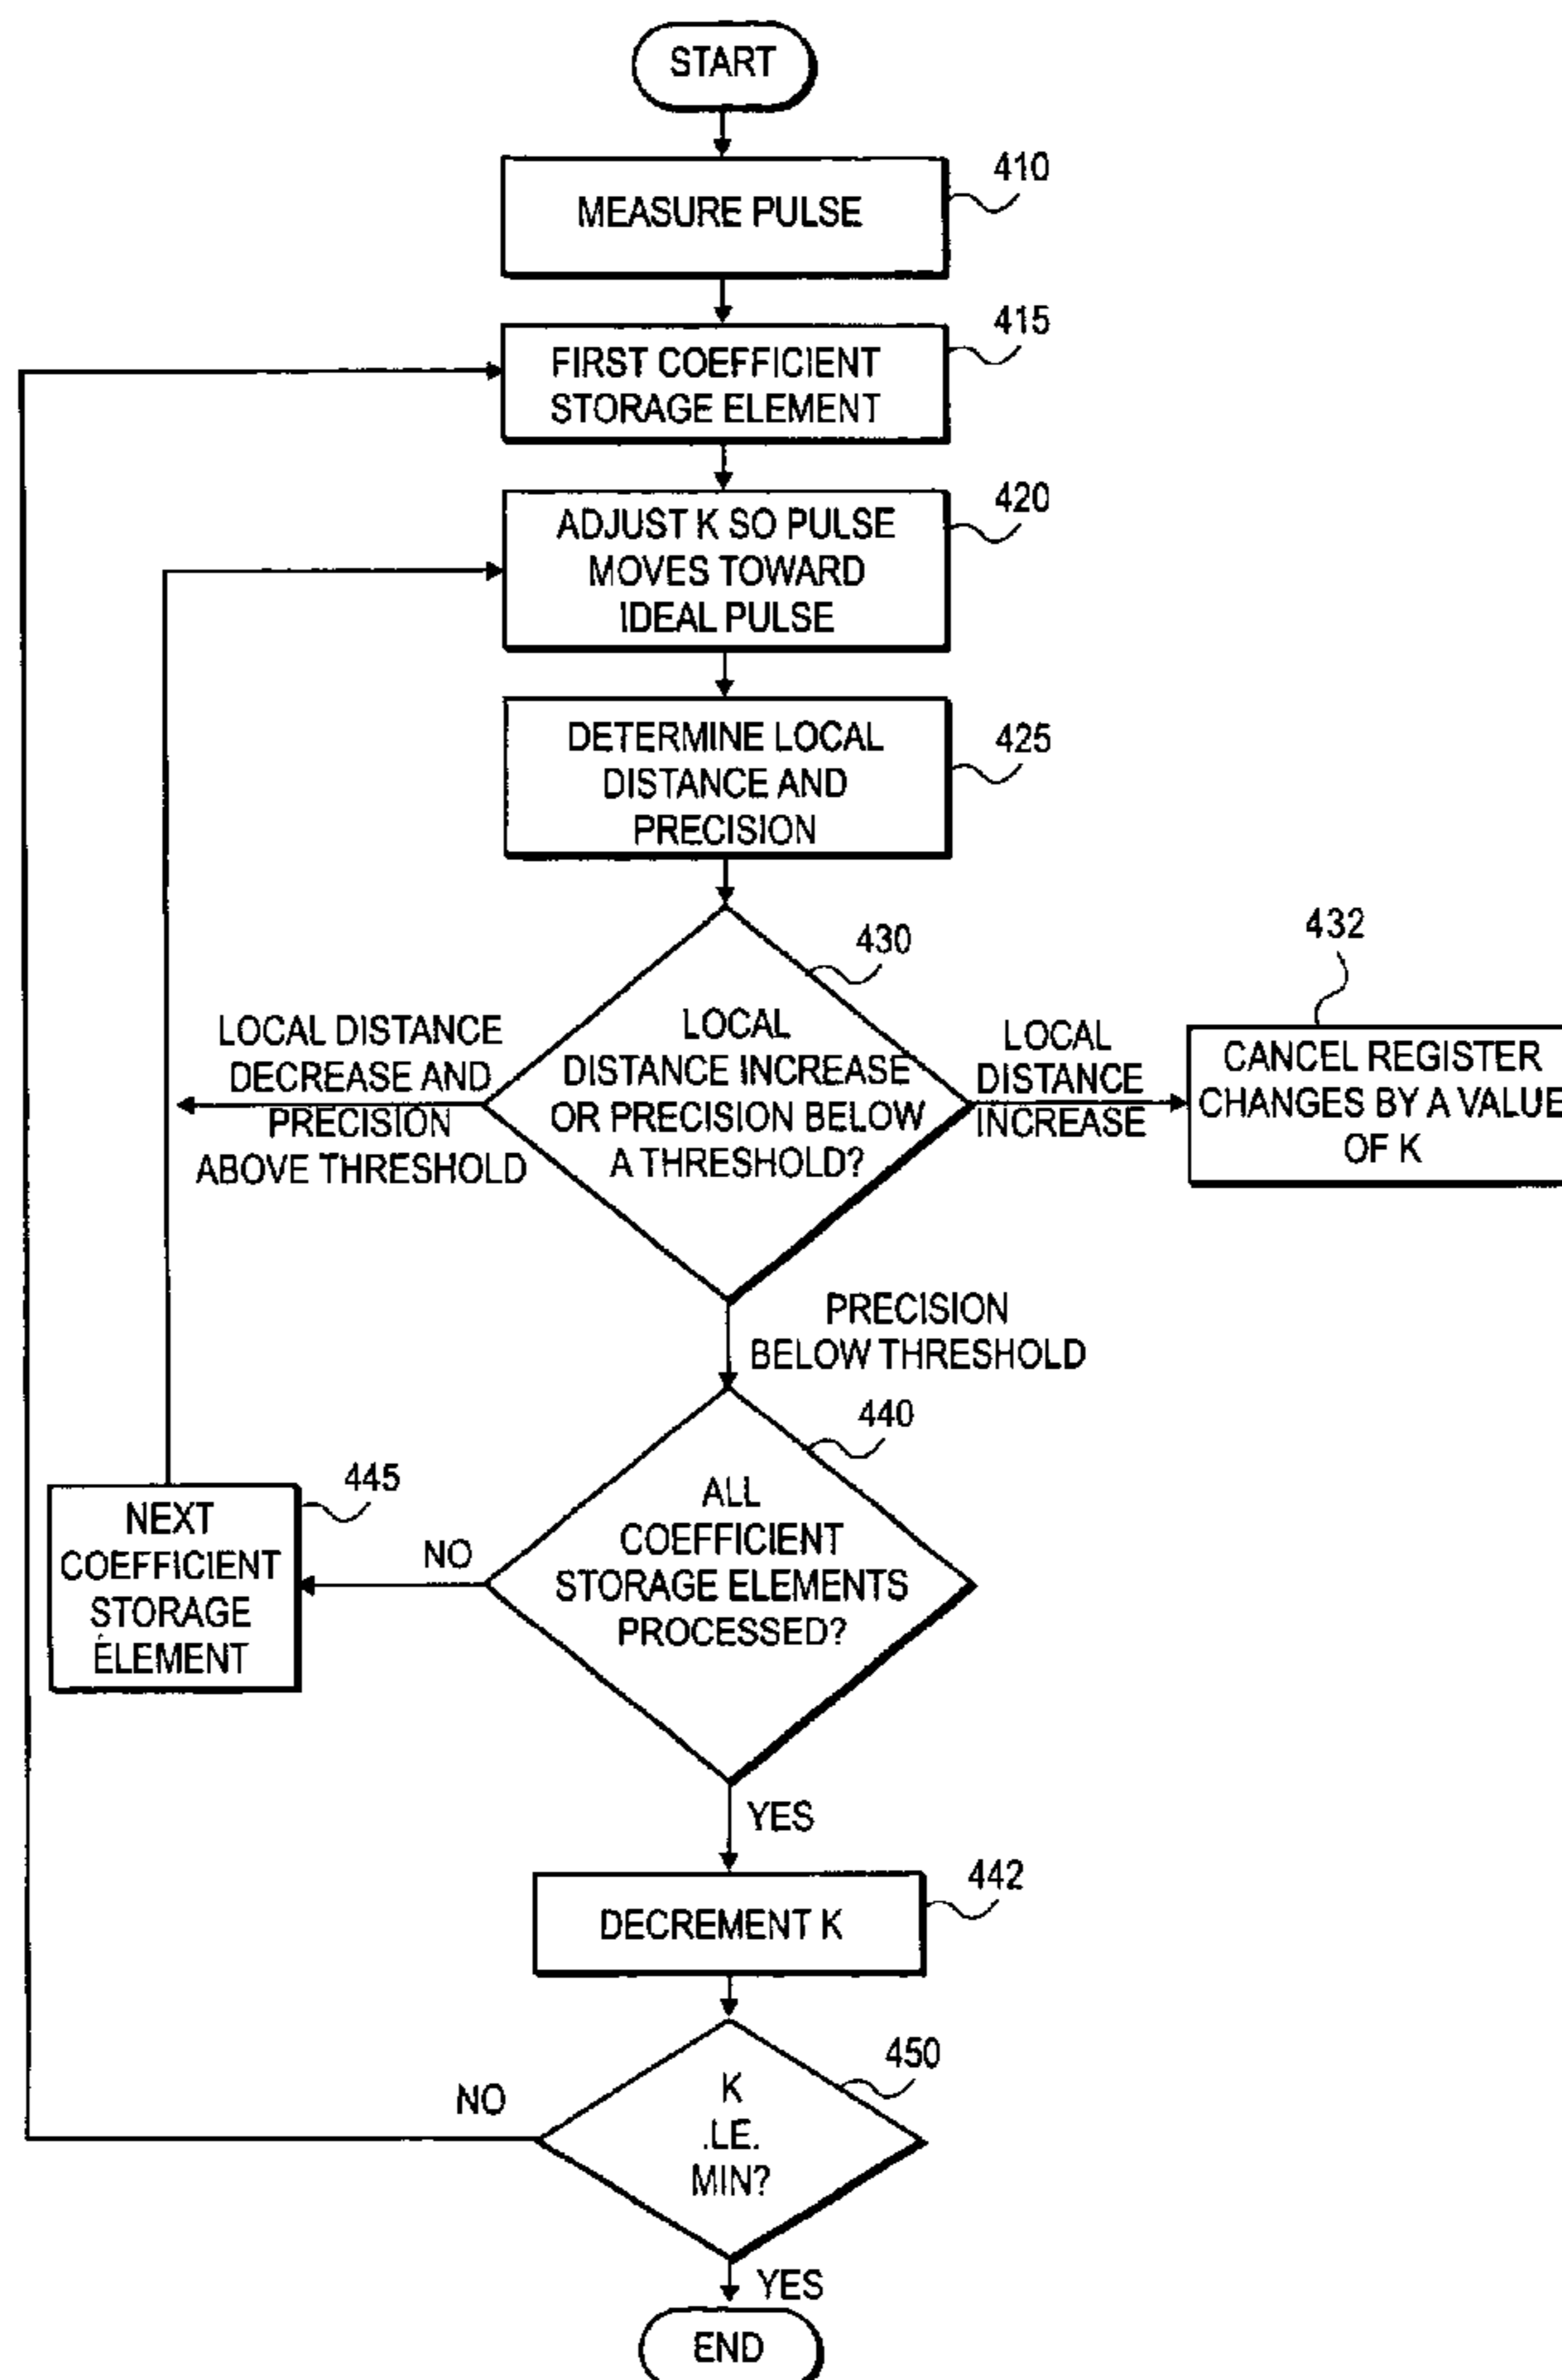 START
410
MEASURE PULSE
415
FIRST COEFFICIENT
STORAGE ELEMENT
420
ADJUST K SO PULSE
MOVES TOWARD
IDEAL PULSE
425
DETERMINE LOCAL
DISTANCE AND
PRECISION
430
432
LOCAL DISTANCE
DECREASE AND
PRECISION
ABOVE THRESHOLD
LOCAL
DISTANCE INCREASE
OR PRECISION BELOW
A THRESHOLD?
LOCAL
DISTANCE
INCREASE
CANCEL REGISTER
CHANGES BY A VALUE
OF K
PRECISION
BELOW THRESHOLD
440
445
NEXT
COEFFICIENT
STORAGE
ELEMENT
NO
ALL
COEFFICIENT
STORAGE ELEMENTS
PROCESSED?
YES
442
DECREMENT K
450
NO
K
.LE.
MIN?
YES
END